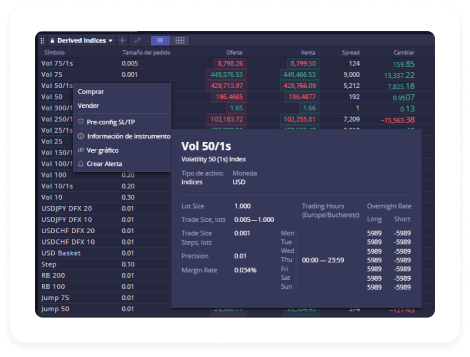 Derived Indices
Símbolo Tamaño del pedido Oferta Venta Spread Cambiar
Vol 75/1s 0.005 8,798.26 8,799.50 124 159.85
Vol 75 0.001 449,376.53 449,466.53 9,000 13,337.22
Vol 50/1s 429,713.97 429,766.09 5,212 7,825.18
Vol 50 196.4685 196.4877 192 0.9507
Vol 300/1 1.65 1.66 1 0.13
Vol 250/1 102,183.72 102,255.81 7,209 −15,563.38
Vol 25/1s
Vol 25
Vol 150/1
Vol 100/1
Vol 100 0.20
Vol 10/1s 0.20
Vol 10 0.30
USDJPY DFX 20 0.01
USDJPY DFX 10 0.01
USDCHF DFX 20 0.01
USDCHF DFX 10 0.01
USD Basket 0.01
Step 0.10
RB 200 0.01
RB 100 0.01
Jump 75 0.01
Jump 50 0.01
Comprar
Vender
Pre-config SL/TP
Información de instrumento
Ver gráfico
Crear Alerta
Vol 50/1s
Volatility 50 (1s) Index
Tipo de activo: Moneda
Indices USD
Lot Size 1.000
Trade Size, lots 0.005—1.000
Trade Size 0.001
Steps, lots
Precision 0.01
Margin Rate 0.034%
Trading Hours
(Europe/Bucharest)
Overnight Rate
Long Short
Mon 5989 -5989
Tue 5989 -5989
Wed 5989 -5989
Thu 00:00 — 23:59 5989 -5989
Fri 5989 -5989
Sat 5989 -5989
Sun 5989 -5989